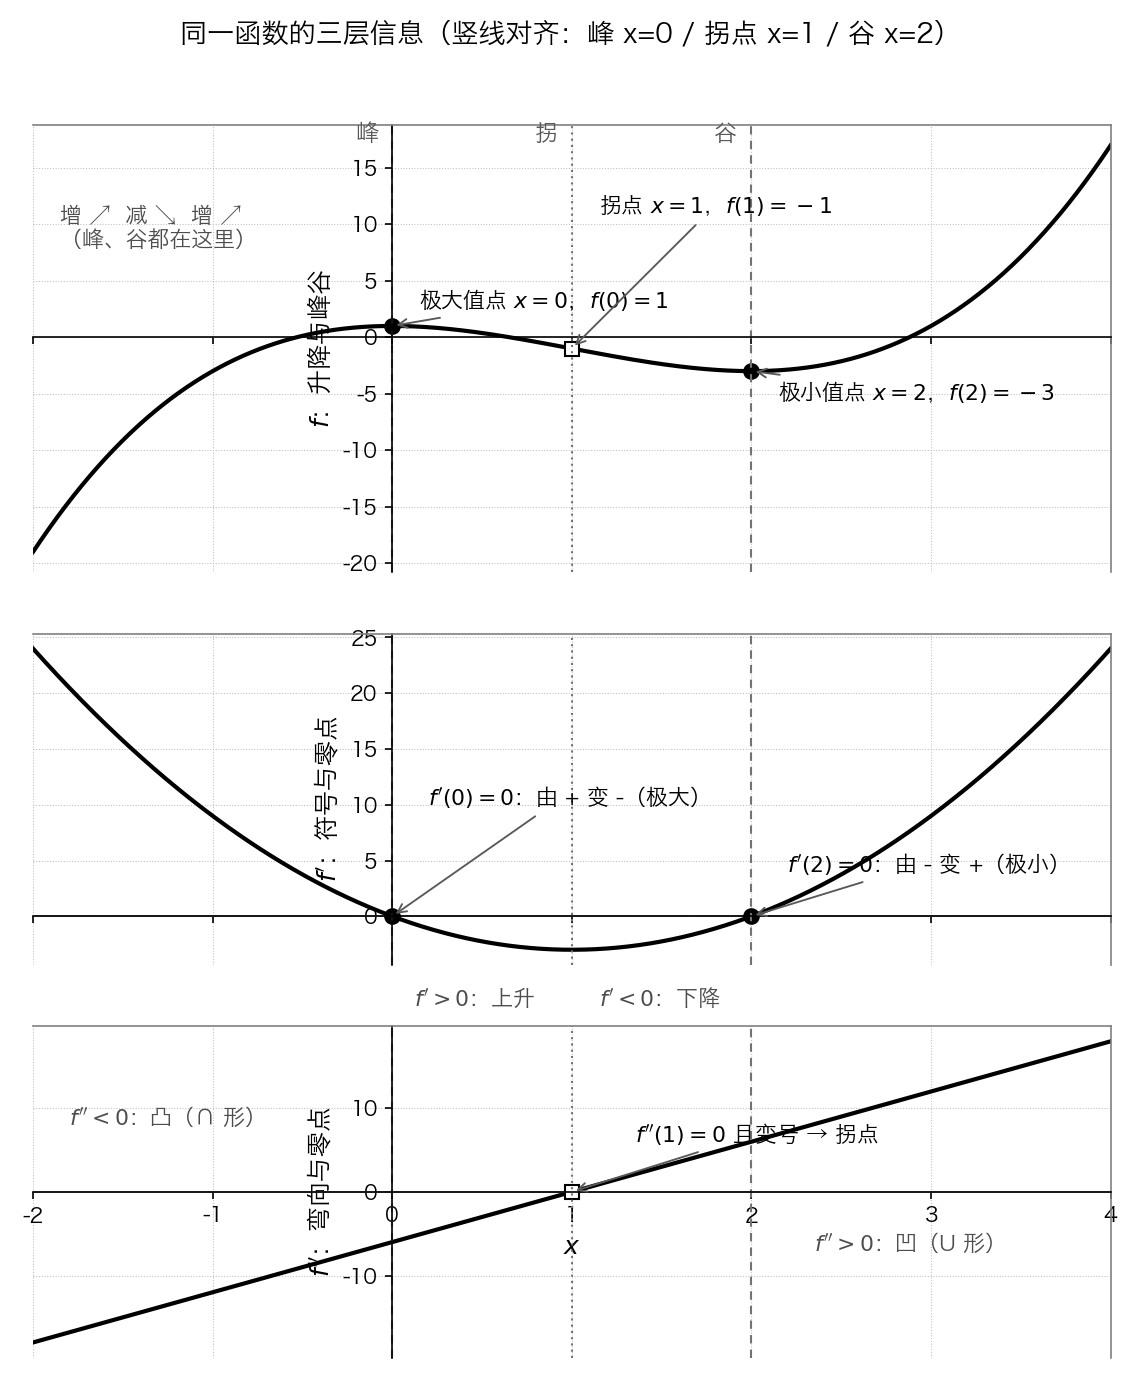 同一函数的三层信息（竖线对齐：峰 x=0 / 拐点 x=1 / 谷 x=2）
峰 拐 谷
15
10
5
0
-5
-10
-15
-20
f： 升降与峰谷
增 ↗ 减 ↘ 增 ↗
（峰、谷都在这里）
拐点 x = 1，f(1) = −1
极大值点 x = 0，f(0) = 1
极小值点 x = 2，f(2) = −3
25
20
15
10
5
0
f′： 符号与零点
f′(0) = 0：由 + 变 -（极大）
f′(2) = 0：由 - 变 +（极小）
f′ > 0：上升
f′ < 0：下降
10
0
-10
f″： 弯向与零点
f″ < 0：凸（∩ 形）
f″(1) = 0 且变号 → 拐点
f″ > 0：凹（∪ 形）
-2 -1 0 1 2 3 4
x